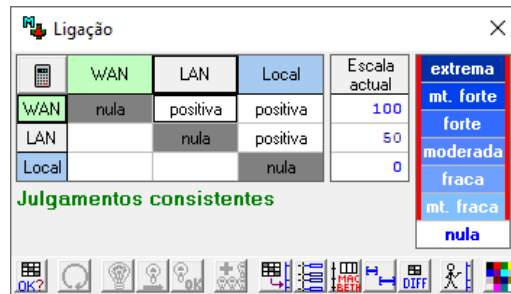 Ligação
WAN LAN Local Escala actual extrema
WAN nula positiva positiva 100 mt. forte
forte
LAN nula positiva 50 moderada
Local nula 0 fraca
Julgamentos consistentes mt. fraca
nula
OK? OK MAC BETH DIFF